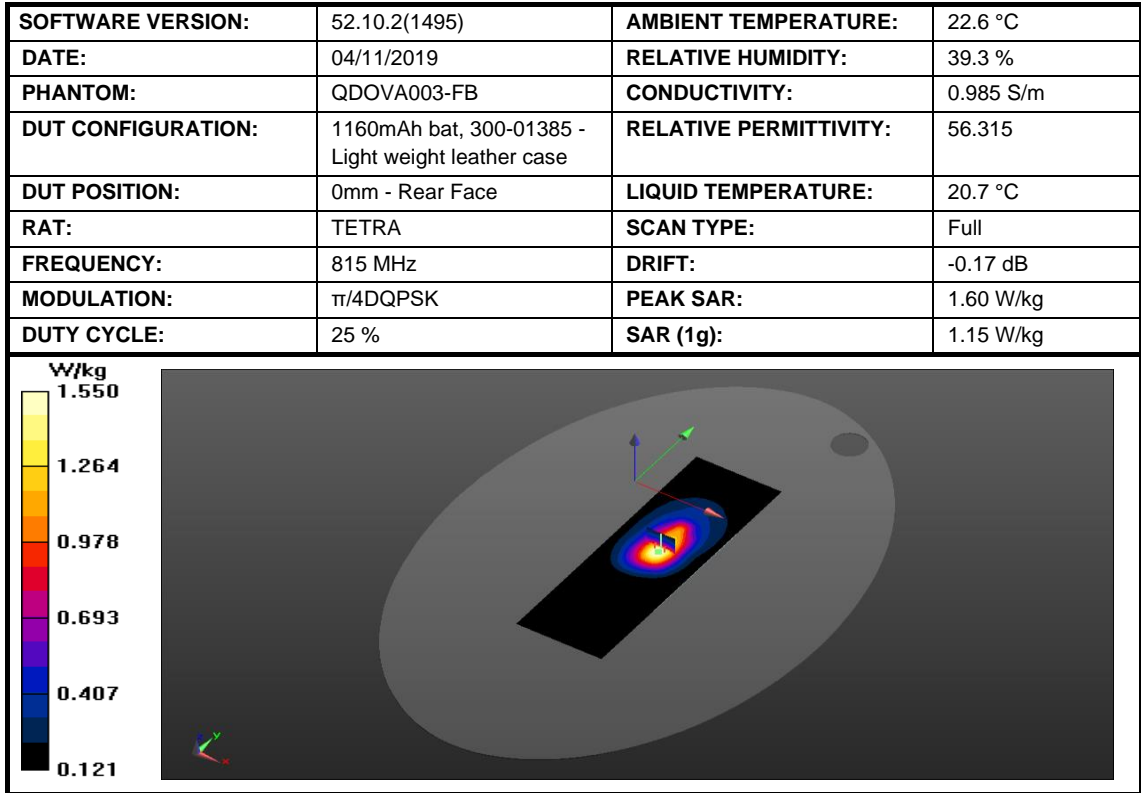 SOFTWARE VERSION: 52.10.2(1495) AMBIENT TEMPERATURE: 22.6 °C
DATE: 04/11/2019 RELATIVE HUMIDITY: 39.3 %
PHANTOM: QDOVA003-FB CONDUCTIVITY: 0.985 S/m
DUT CONFIGURATION: 1160mAh bat, 300-01385 - RELATIVE PERMITTIVITY: 56.315
Light weight leather case
DUT POSITION: 0mm - Rear Face LIQUID TEMPERATURE: 20.7 °C
RAT: TETRA SCAN TYPE: Full
FREQUENCY: 815 MHz DRIFT: -0.17 dB
MODULATION: π/4DQPSK PEAK SAR: 1.60 W/kg
DUTY CYCLE: 25 % SAR (1g): 1.15 W/kg
W/kg
1.550
1.264
0.978
0.693
0.407
0.121
z y
x